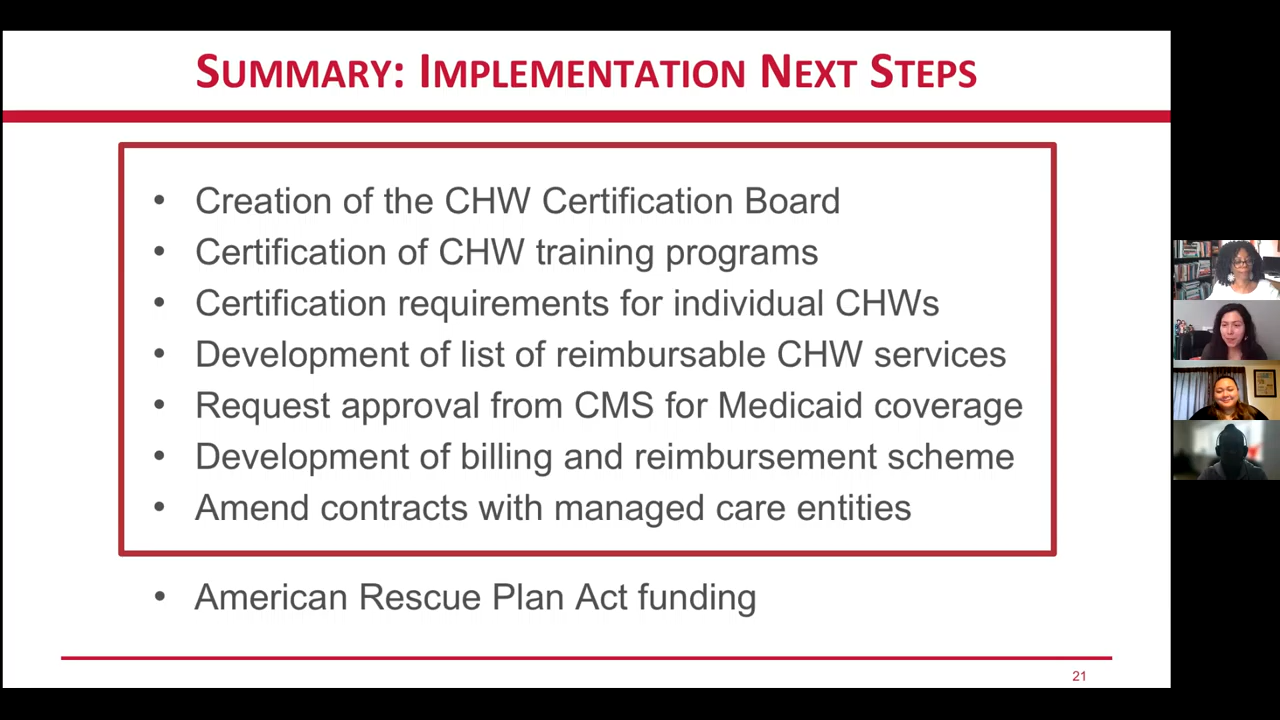 SUMMARY: IMPLEMENTATION NEXT STEPS
• Creation of the CHW Certification Board
• Certification of CHW training programs
• Certification requirements for individual CHWs
• Development of list of reimbursable CHW services
• Request approval from CMS for Medicaid coverage
• Development of billing and reimbursement scheme
• Amend contracts with managed care entities
• American Rescue Plan Act funding
21